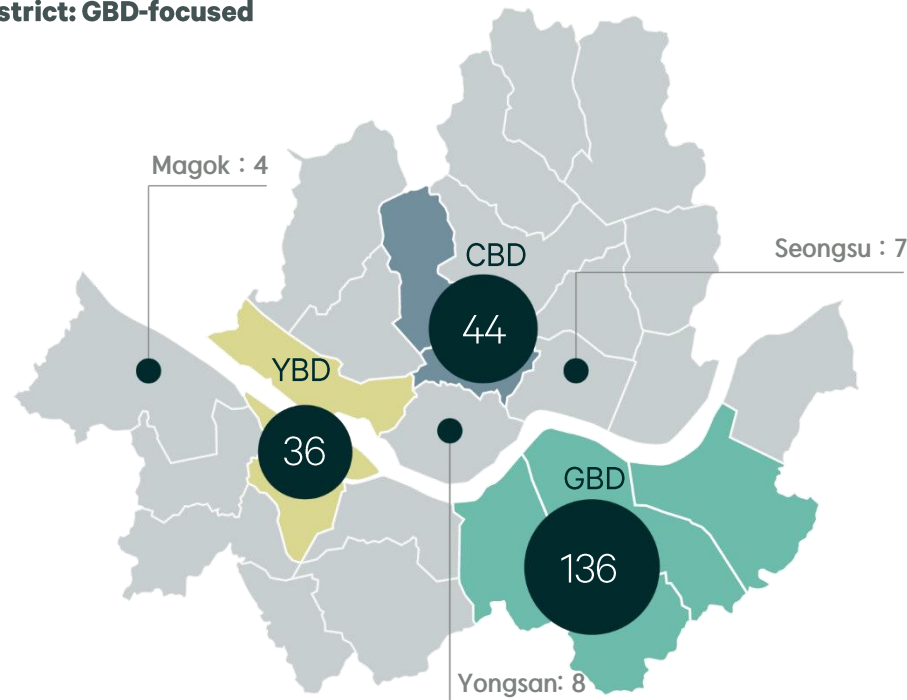 strict: GBD-focused
Magok : 4
Seongsu : 7
CBD
44
YBD
36
GBD
136
Yongsan: 8